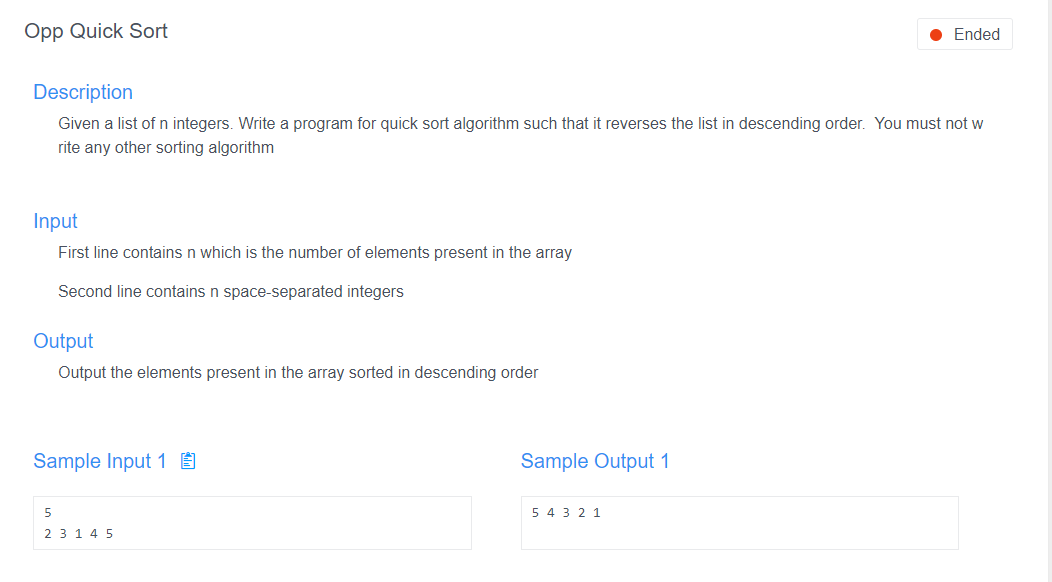 Opp Quick Sort
Ended
Description
Given a list of n integers. Write a program for quick sort algorithm such that it reverses the list in descending order.  You must not w
rite any other sorting algorithm
Input
First line contains n which is the number of elements present in the array
Second line contains n space-separated integers
Output
Output the elements present in the array sorted in descending order
Sample Input 1
5
2 3 1 4 5
Sample Output 1
5 4 3 2 1